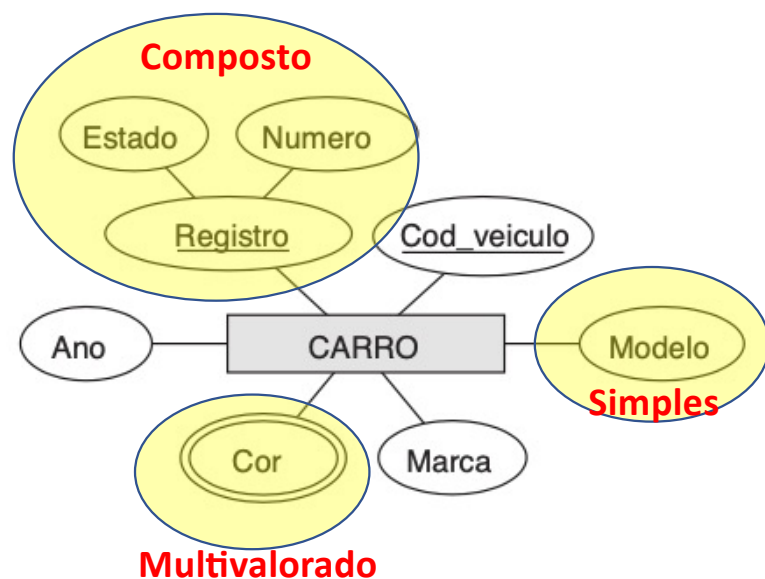 Composto
Estado Numero
Registro Cod_veiculo
Ano CARRO Modelo
Simples
Cor Marca
Multivalorado